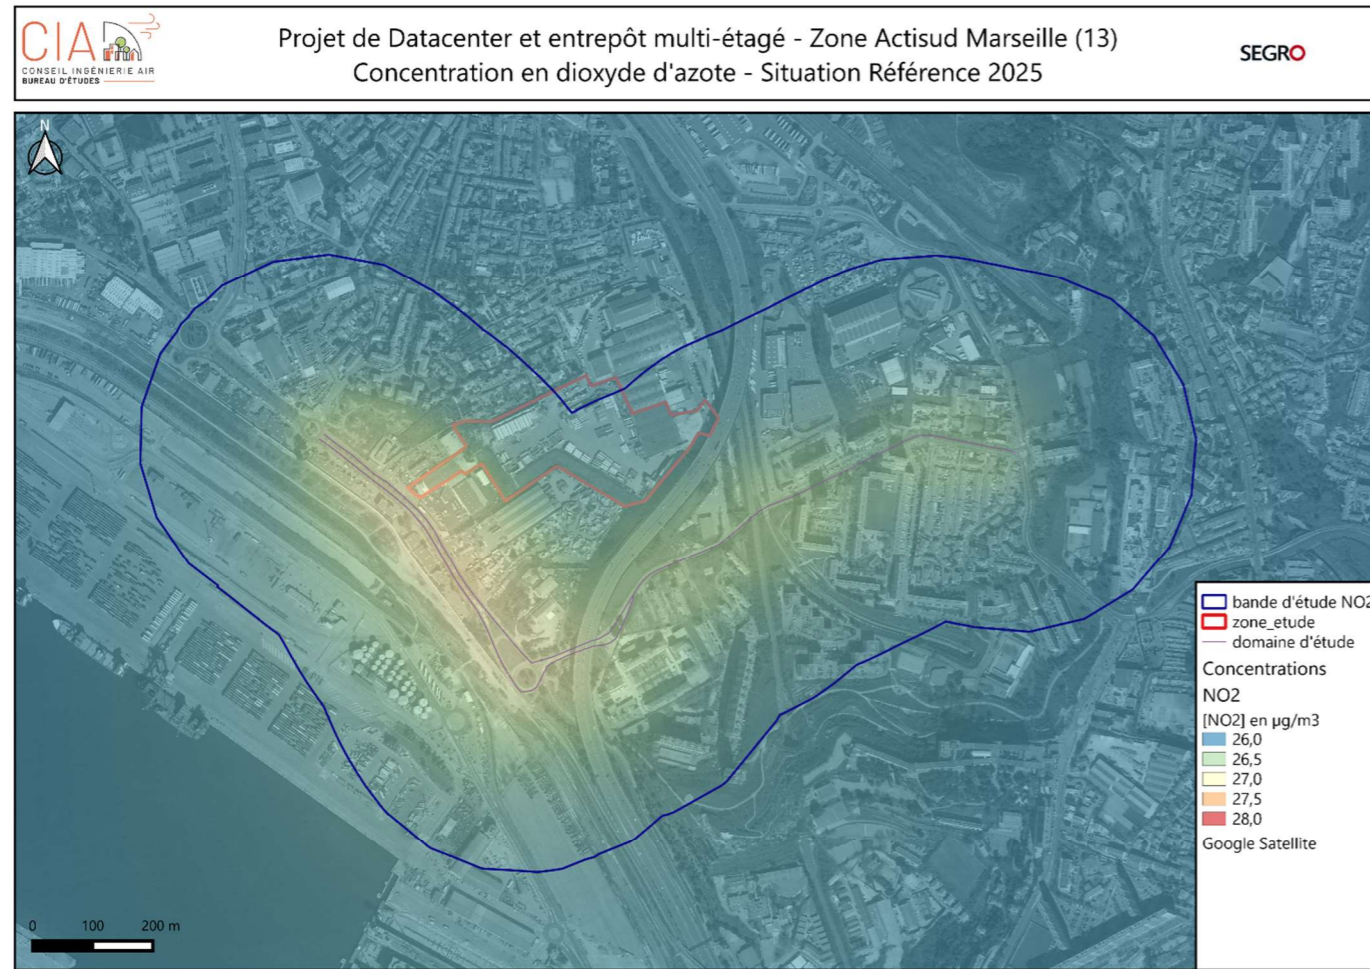 CIA
CONSEIL INGÉNIERIE AIR
BUREAU D'ÉTUDES
Projet de Datacenter et entrepôt multi-étagé - Zone Actisud Marseille (13)
Concentration en dioxyde d'azote - Situation Référence 2025
SEGRO
N
bande d'étude NO2
zone_etude
domaine d'étude
Concentrations
NO2
[NO2] en µg/m3
26,0
26,5
27,0
27,5
28,0
Google Satellite
0 100 200 m